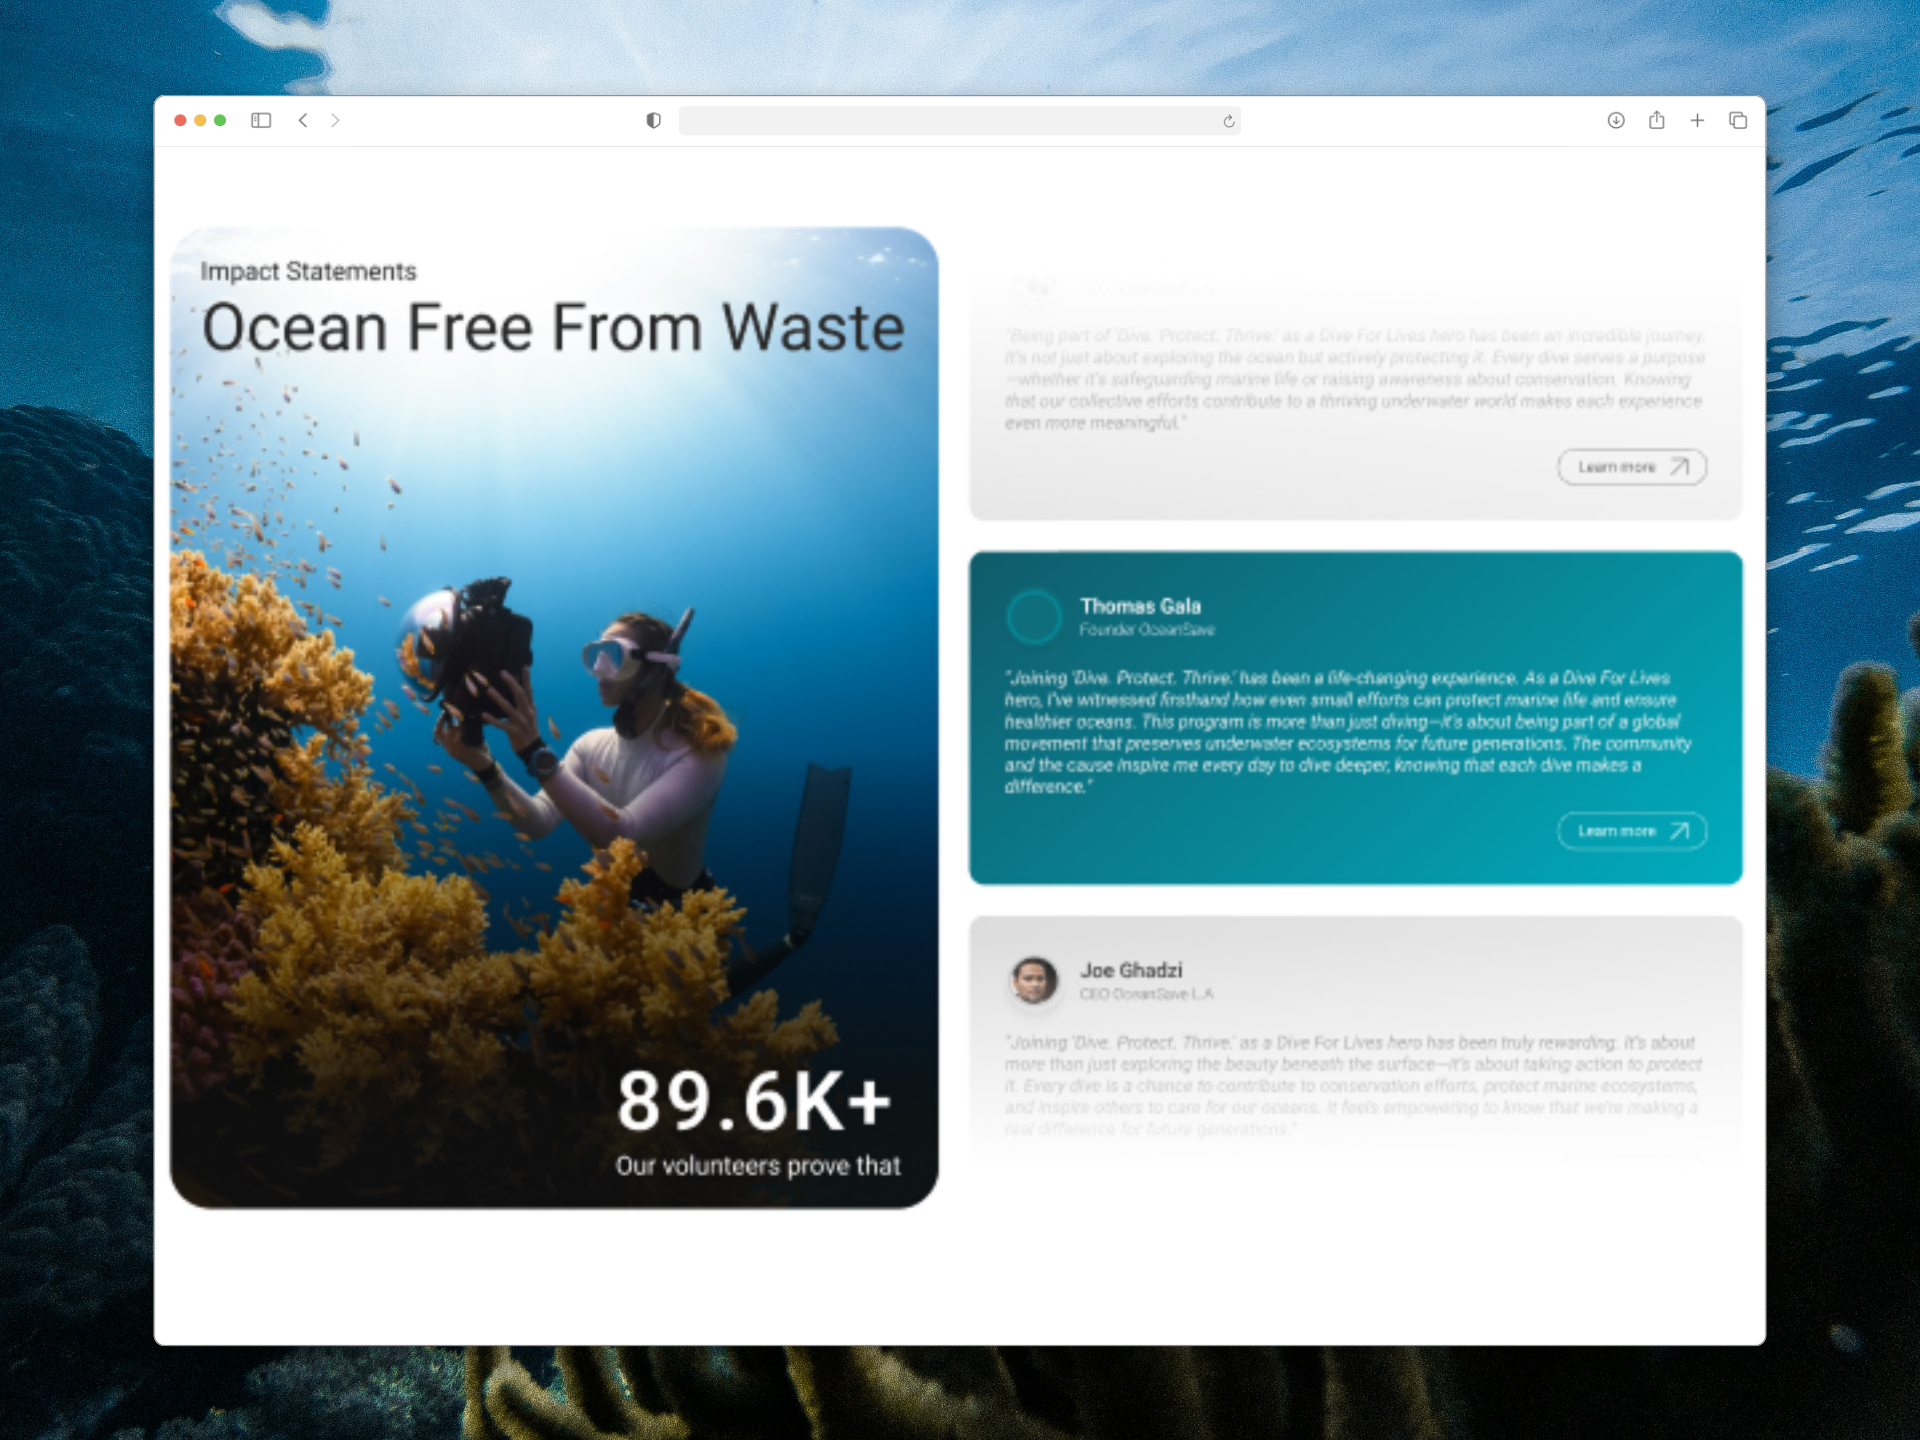 Impact Statements
Ocean Free From Waste
89.6K+
Our volunteers prove that
"Being part of 'Dive. Protect. Thrive.' as a Dive For Lives hero has been an incredible journey.
It's not just about exploring the ocean but actively protecting it. Every dive serves a purpose
—whether it's safeguarding marine life or raising awareness about conservation. Knowing
that our collective efforts contribute to a thriving underwater world makes each experience
even more meaningful."
Learn more
Thomas Gala
Founder OceanSave
"Joining 'Dive. Protect. Thrive.' has been a life-changing experience. As a Dive For Lives
hero, I've witnessed firsthand how even small efforts can protect marine life and ensure
healthier oceans. This program is more than just diving—it's about being part of a global
movement that preserves underwater ecosystems for future generations. The community
and the cause inspire me every day to dive deeper, knowing that each dive makes a
difference."
Learn more
Joe Ghadzi
CEO OceanSave L.A
"Joining 'Dive. Protect. Thrive.' as a Dive For Lives hero has been truly rewarding. It's about
more than just exploring the beauty beneath the surface—it's about taking action to protect
it. Every dive is a chance to contribute to conservation efforts, protect marine ecosystems,
and inspire others to care for our oceans. It feels empowering to know that we're making a
real difference for future generations."